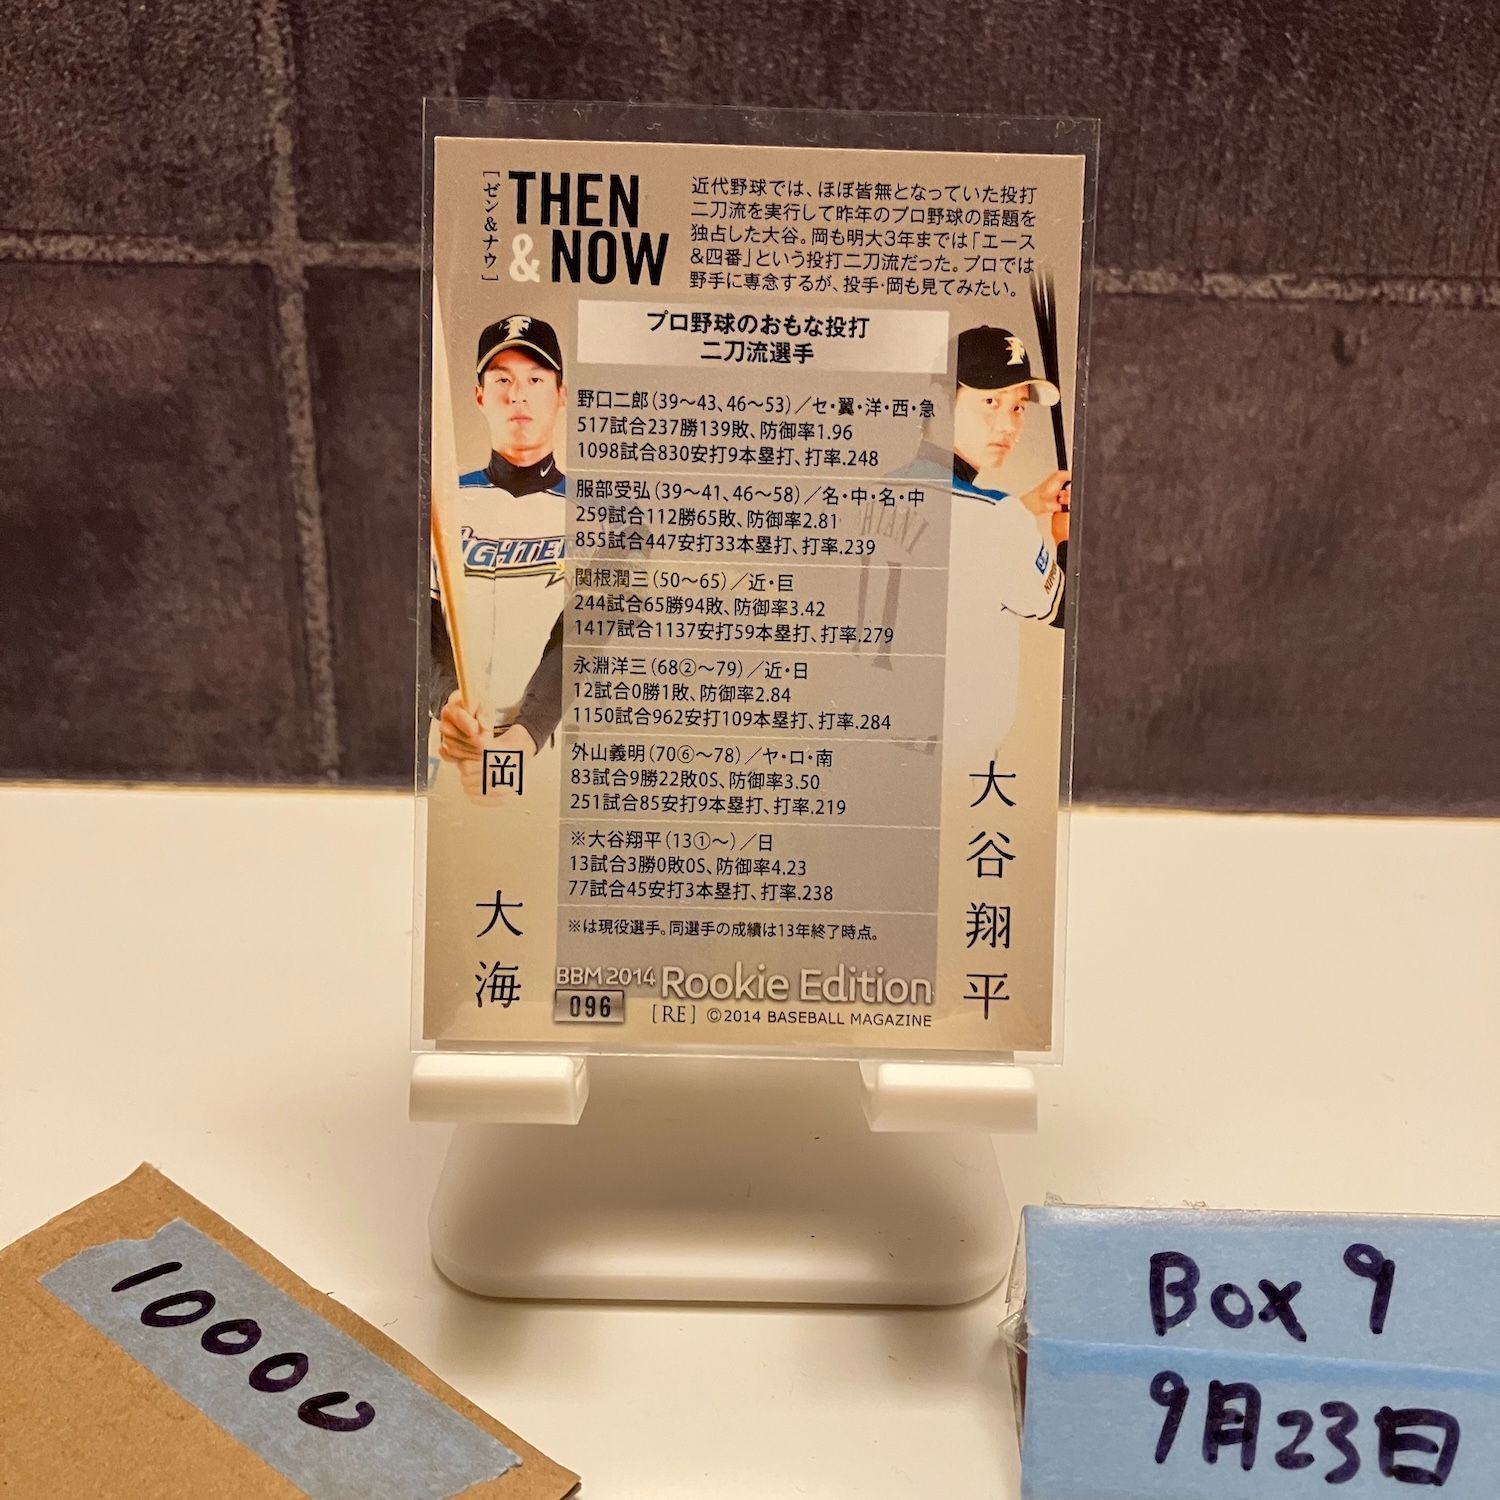 ［ゼン&ナウ］
THEN
& NOW
近代野球では、ほぼ皆無となっていた投打
二刀流を実行して昨年のプロ野球の話題を
独占した大谷。岡も明大3年までは「エース
&四番」という投打二刀流だった。プロでは
野手に専念するが、投手・岡も見てみたい。
プロ野球のおもな投打
二刀流選手
野口二郎(39〜43、46〜53)／セ・翼・洋・西・急
517試合237勝139敗、防御率1.96
1098試合830安打9本塁打、打率.248
服部受弘(39〜41、46〜58)／名・中・名・中
259試合112勝65敗、防御率2.81
855試合447安打33本塁打、打率.239
関根潤三(50〜65)／近・巨
244試合65勝94敗、防御率3.42
1417試合1137安打59本塁打、打率.279
永淵洋三(68②〜79)／近・日
12試合0勝1敗、防御率2.84
1150試合962安打109本塁打、打率.284
外山義明(70⑥〜78)／ヤ・ロ・南
83試合9勝22敗0S、防御率3.50
251試合85安打9本塁打、打率.219
※大谷翔平(13①〜)／日
13試合3勝0敗0S、防御率4.23
77試合45安打3本塁打、打率.238
※は現役選手。同選手の成績は13年終了時点。
岡大海
大谷翔平
BBM2014 Rookie Edition
096
[RE] ©2014 BASEBALL MAGAZINE
10000
Box 9
9月23日